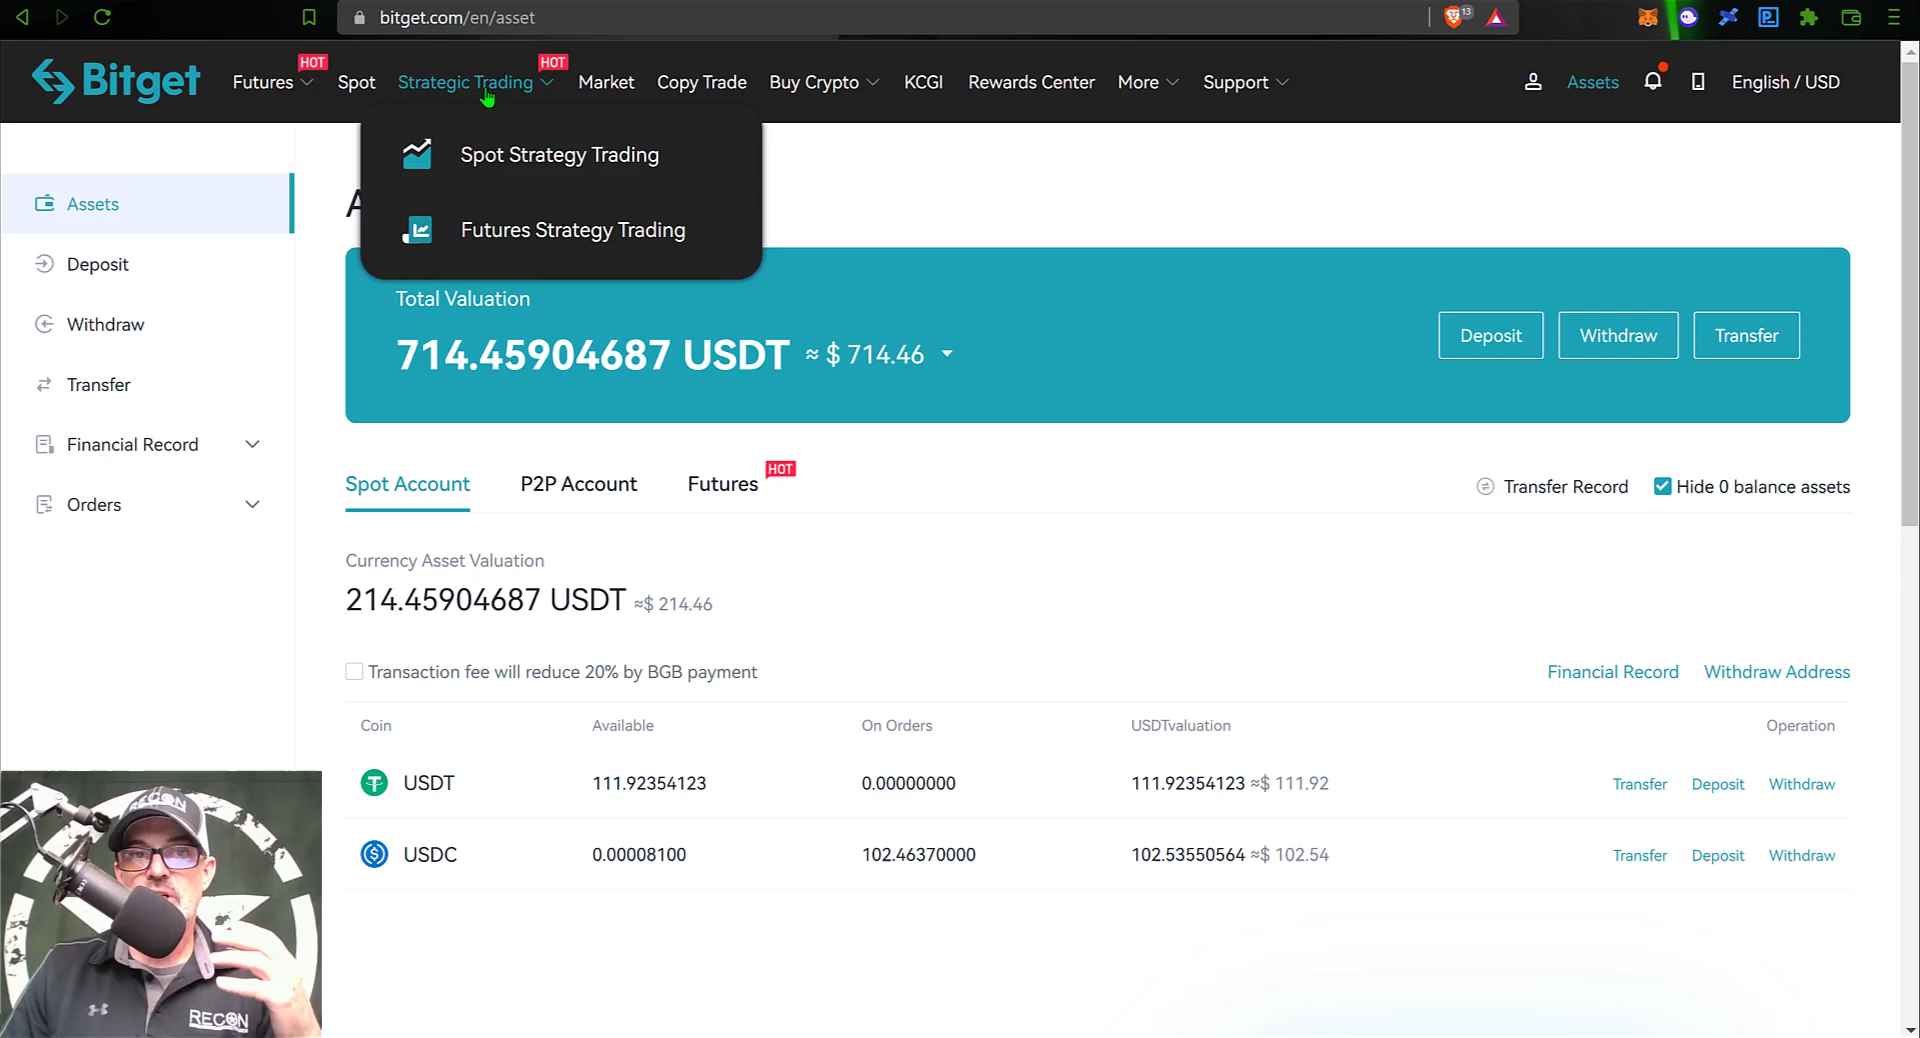 bitget.com/en/asset
13
Bitget
Futures HOT
Spot
Strategic Trading HOT
Market
Copy Trade
Buy Crypto
KCGI
Rewards Center
More
Support
Assets
English / USD
Spot Strategy Trading
Futures Strategy Trading
Assets
Deposit
Withdraw
Transfer
Financial Record
Orders
Total Valuation
714.45904687 USDT ≈ $ 714.46
Deposit
Withdraw
Transfer
Spot Account
P2P Account
Futures HOT
Transfer Record
Hide 0 balance assets
Currency Asset Valuation
214.45904687 USDT ≈$ 214.46
Transaction fee will reduce 20% by BGB payment
Financial Record
Withdraw Address
Coin Available On Orders USDTvaluation Operation
USDT 111.92354123 0.00000000 111.92354123 ≈$ 111.92 Transfer Deposit Withdraw
USDC 0.00008100 102.46370000 102.53550564 ≈$ 102.54 Transfer Deposit Withdraw
RECON
RECON